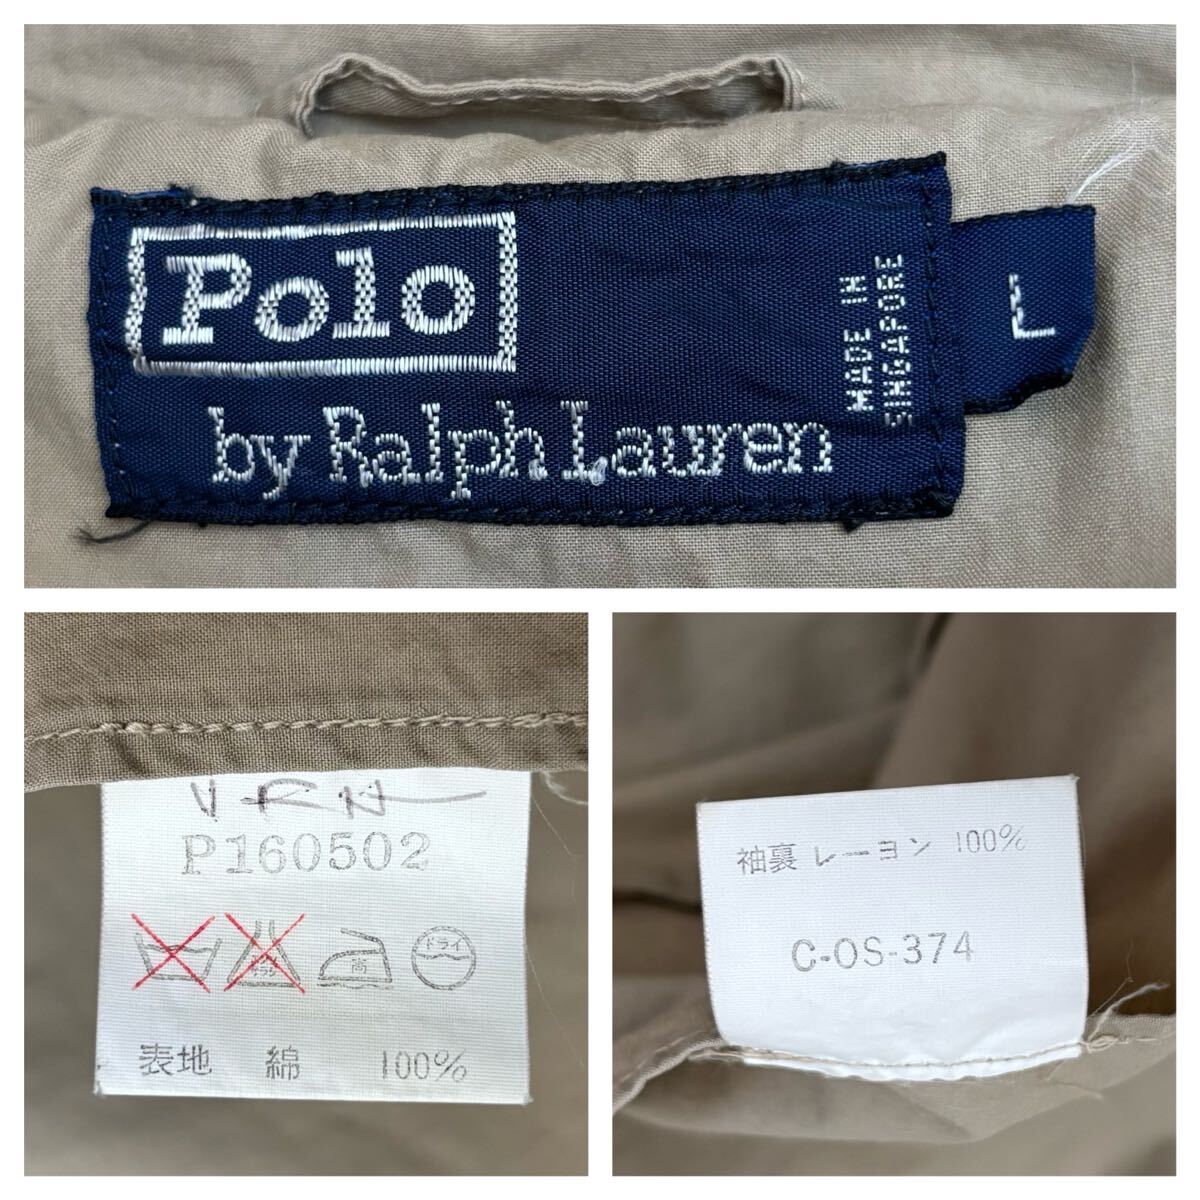 Polo
by Ralph Lauren
MADE IN
SINGAPORE
L
P160502
ドライ
表地 綿 100%
袖裏 レーヨン 100%
C-OS-374